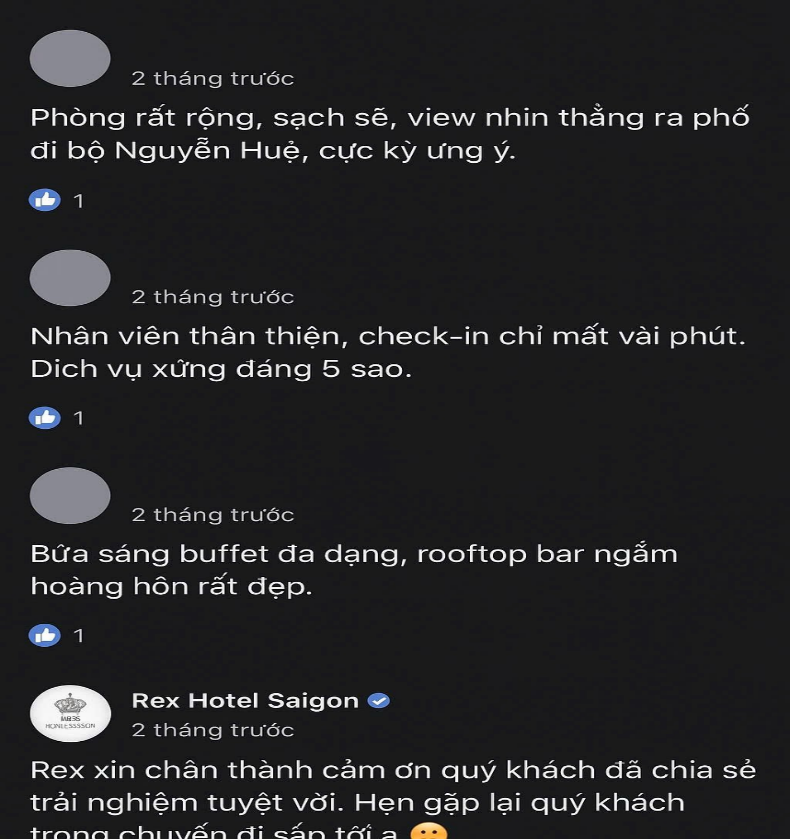 2 tháng trước
Phòng rất rộng, sạch sẽ, view nhin thẳng ra phố
đi bộ Nguyễn Huệ, cực kỳ ưng ý.
1
2 tháng trước
Nhân viên thân thiện, check-in chỉ mất vài phút.
Dich vụ xứng đáng 5 sao.
1
2 tháng trước
Bữa sáng buffet đa dạng, rooftop bar ngắm
hoàng hôn rất đẹp.
1
Rex Hotel Saigon
2 tháng trước
Rex xin chân thành cảm ơn quý khách đã chia sẻ
trải nghiệm tuyệt vời. Hẹn gặp lại quý khách
trong chuyến đi sắp tới ạ